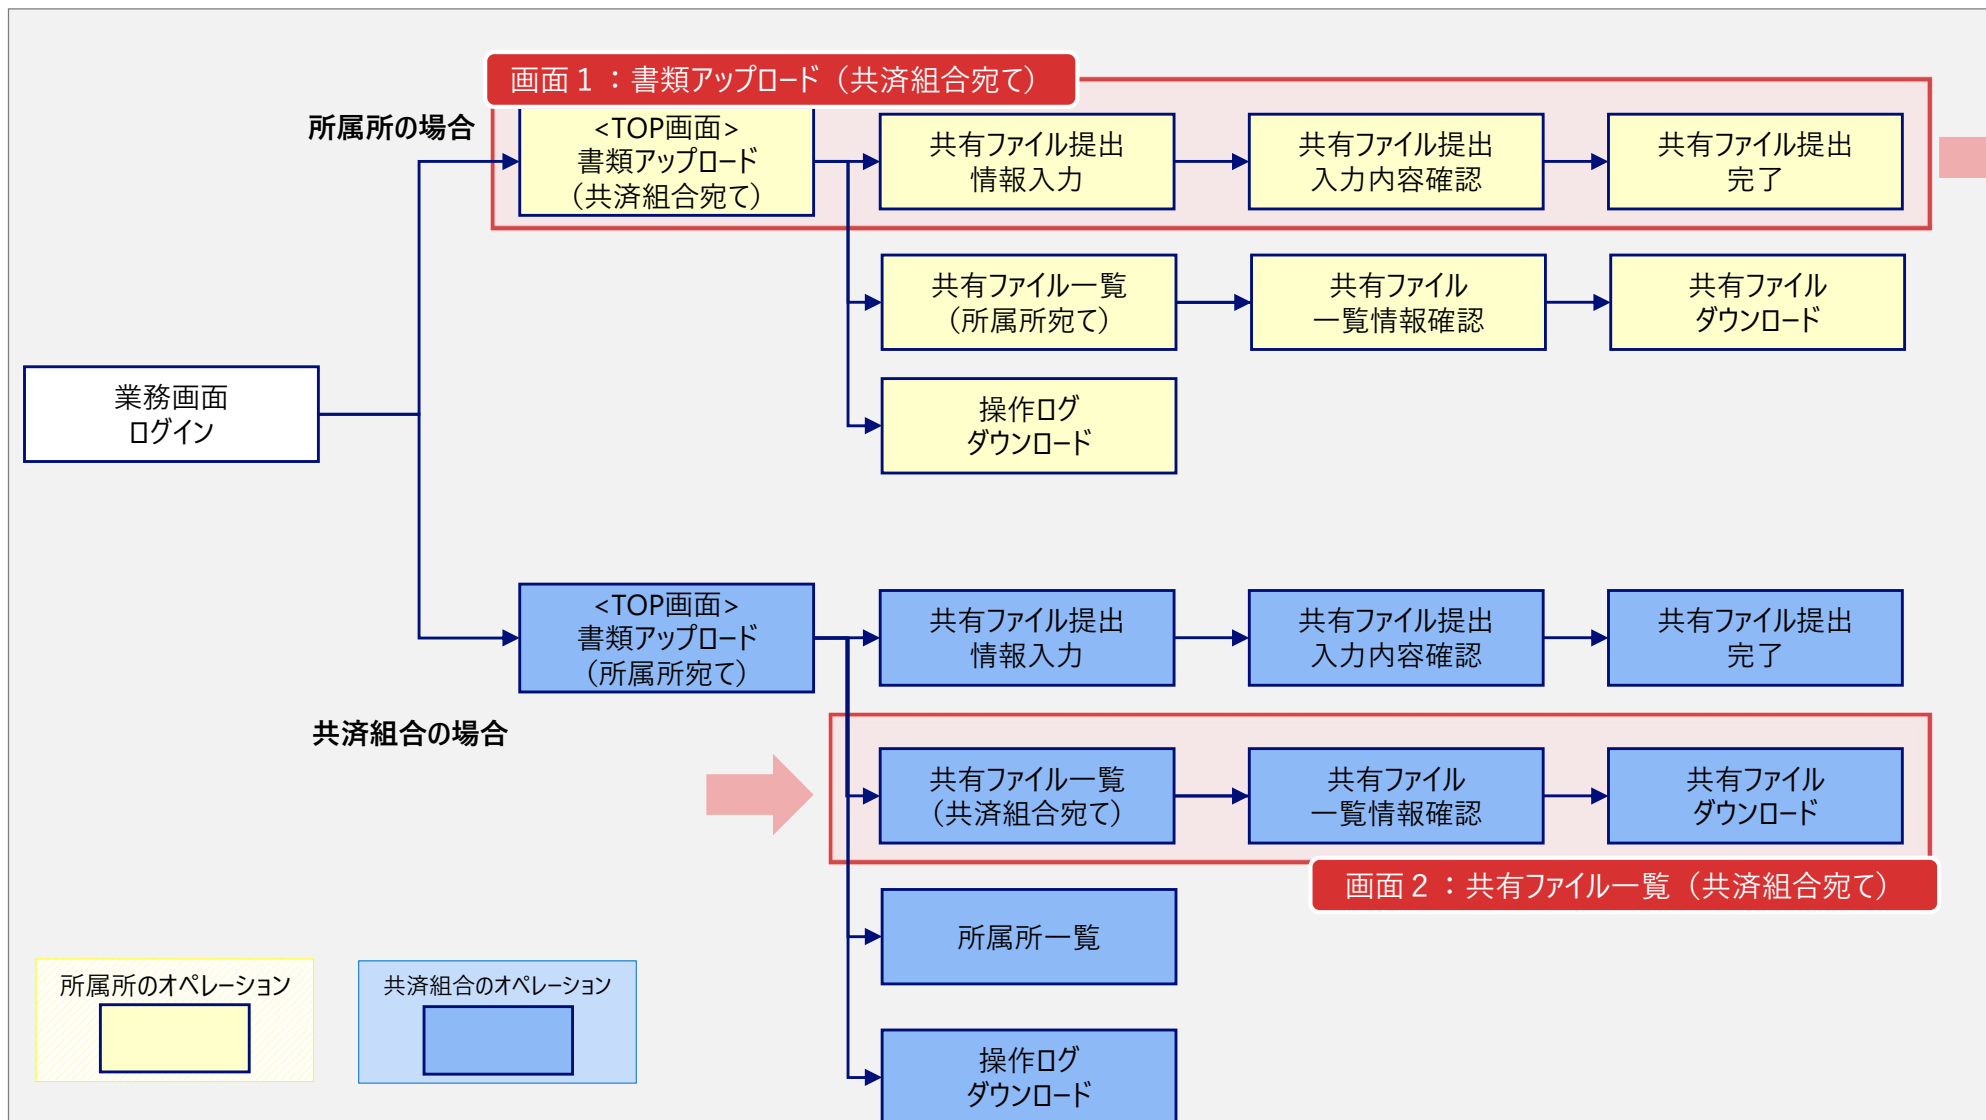 画面１：書類アップロード（共済組合宛て）
所属所の場合
<TOP画面>
書類アップロード
（共済組合宛て）
共有ファイル提出
情報入力
共有ファイル提出
入力内容確認
共有ファイル提出
完了
共有ファイル一覧
（所属所宛て）
共有ファイル
一覧情報確認
共有ファイル
ダウンロード
業務画面
ログイン
操作ログ
ダウンロード
<TOP画面>
書類アップロード
（所属所宛て）
共有ファイル提出
情報入力
共有ファイル提出
入力内容確認
共有ファイル提出
完了
共済組合の場合
共有ファイル一覧
（共済組合宛て）
共有ファイル
一覧情報確認
共有ファイル
ダウンロード
画面２：共有ファイル一覧（共済組合宛て）
所属所一覧
所属所のオペレーション
共済組合のオペレーション
操作ログ
ダウンロード